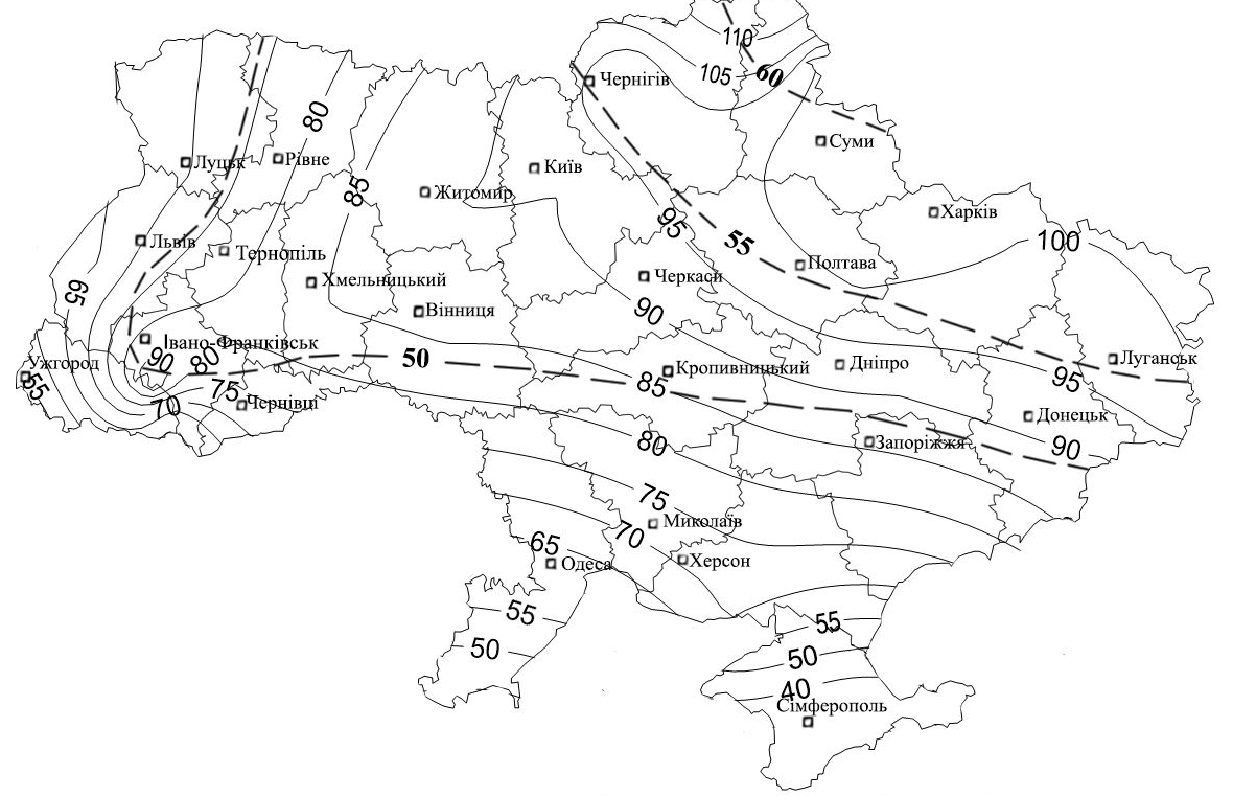 110
105
60
Чернігів
80
Суми
Луцьк
Рівне
Київ
85
Житомир
Харків
95
55
100
Львів
Тернопіль
Полтава
Хмельницький
Черкаси
65
Вінниця
90
Івано-Франківськ
90
80
50
Ужгород
55
75
Чернівці
70
Кропивницький
85
Дніпро
Луганськ
95
Донецьк
80
Запоріжжя
90
75
Миколаїв
70
65
Одеса
Херсон
55
55
50
50
40
Сімферополь